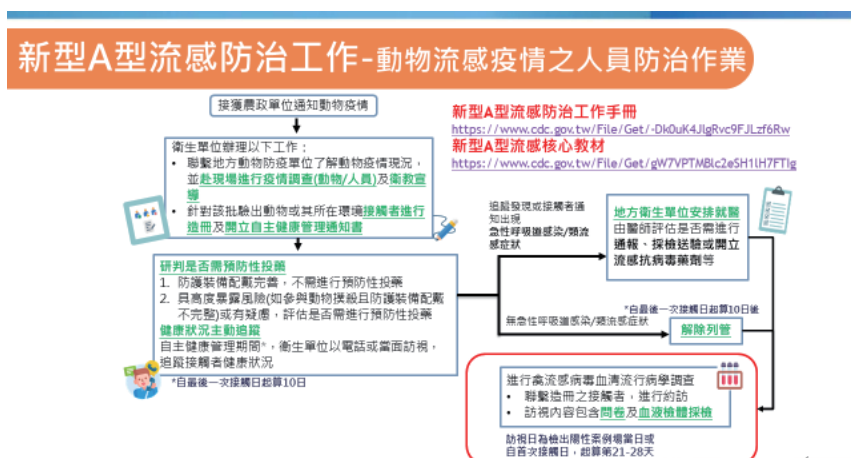 新型A型流感防治工作-動物流感疫情之人員防治作業
接獲農政單位通知動物疫情
新型A型流感防治工作手冊
https://www.cdc.gov.tw/File/Get/-Dk0uK4JlgRvc9FJLzf6Rw
新型A型流感核心教材
https://www.cdc.gov.tw/File/Get/gW7VPTMBlc2eSH1lH7FTIg
衛生單位辦理以下工作：
• 聯繫地方動物防疫單位了解動物疫情現況，
並赴現場進行疫情調查(動物/人員)及衛教宣
導
• 針對該批驗出動物或其所在環境接觸者進行
造冊及開立自主健康管理通知書
研判是否需預防性投藥
1. 防護裝備配戴完善，不需進行預防性投藥
2. 具高度暴露風險(如參與動物撲殺且防護裝備配戴
不完整)或有疑慮，評估是否需進行預防性投藥
健康狀況主動追蹤
自主健康管理期間*，衛生單位以電話或當面訪視，
追蹤接觸者健康狀況
*自最後一次接觸日起算10日
追蹤發現或接觸者通
知出現
急性呼吸道感染/類流
感症狀
地方衛生單位安排就醫
由醫師評估是否需進行
通報、採檢送驗或開立
流感抗病毒藥劑等
*自最後一次接觸日起算10日後
無急性呼吸道感染/類流感症狀
解除列管
進行禽流感病毒血清流行病學調查
• 聯繫造冊之接觸者，進行約訪
• 訪視內容包含問卷及血液檢體採檢
訪視日為檢出陽性案例場當日或
自首次接觸日，起算第21-28天